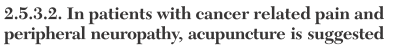 2.5.3.2. In patients with cancer related pain and
peripheral neuropathy, acupuncture is suggested